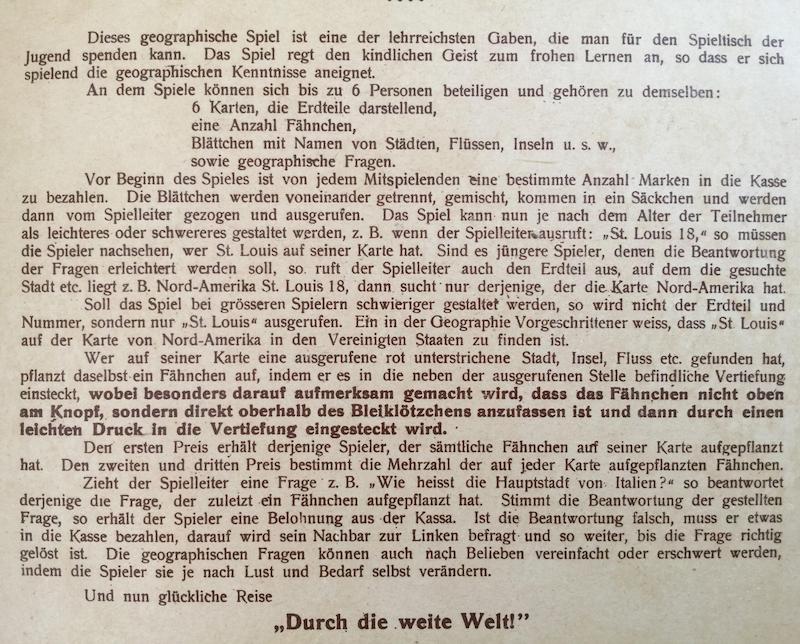 Dieses geographische Spiel ist eine der lehrreichsten Gaben, die man für den Spieltisch der
Jugend spenden kann. Das Spiel regt den kindlichen Geist zum frohen Lernen an, so dass er sich
spielend die geographischen Kenntnisse aneignet.
An dem Spiele können sich bis zu 6 Personen beteiligen und gehören zu demselben:
6 Karten, die Erdteile darstellend,
eine Anzahl Fähnchen,
Blättchen mit Namen von Städten, Flüssen, Inseln u. s. w.,
sowie geographische Fragen.
Vor Beginn des Spieles ist von jedem Mitspielenden eine bestimmte Anzahl Marken in die Kasse
zu bezahlen. Die Blättchen werden voneinander getrennt, gemischt, kommen in ein Säckchen und werden
dann vom Spielleiter gezogen und ausgerufen. Das Spiel kann nun je nach dem Alter der Teilnehmer
als leichteres oder schwereres gestaltet werden, z. B. wenn der Spielleiter ausruft: „St. Louis 18,“ so müssen
die Spieler nachsehen, wer St. Louis auf seiner Karte hat. Sind es jüngere Spieler, denen die Beantwortung
der Fragen erleichtert werden soll, so ruft der Spielleiter auch den Erdteil aus, auf dem die gesuchte
Stadt etc. liegt z. B. Nord-Amerika St. Louis 18, dann sucht nur derjenige, der die Karte Nord-Amerika hat.
Soll das Spiel bei grösseren Spielern schwieriger gestaltet werden, so wird nicht der Erdteil und
Nummer, sondern nur „St. Louis“ ausgerufen. Ein in der Geographie Vorgeschrittener weiss, dass „St. Louis“
auf der Karte von Nord-Amerika in den Vereinigten Staaten zu finden ist.
Wer auf seiner Karte eine ausgerufene rot unterstrichene Stadt, Insel, Fluss etc. gefunden hat,
pflanzt daselbst ein Fähnchen auf, indem er es in die neben der ausgerufenen Stelle befindliche Vertiefung
einsteckt, wobei besonders darauf aufmerksam gemacht wird, dass das Fähnchen nicht oben
am Knopf, sondern direkt oberhalb des Bleiklötzchens anzufassen ist und dann durch einen
leichten Druck in die Vertiefung eingesteckt wird.
Den ersten Preis erhält derjenige Spieler, der sämtliche Fähnchen auf seiner Karte aufgepflanzt
hat. Den zweiten und dritten Preis bestimmt die Mehrzahl der auf jeder Karte aufgepflanzten Fähnchen.
Zieht der Spielleiter eine Frage z. B. „Wie heisst die Hauptstadt von Italien?“ so beantwortet
derjenige die Frage, der zuletzt ein Fähnchen aufgepflanzt hat. Stimmt die Beantwortung der gestellten
Frage, so erhält der Spieler eine Belohnung aus der Kassa. Ist die Beantwortung falsch, muss er etwas
in die Kasse bezahlen, darauf wird sein Nachbar zur Linken befragt und so weiter, bis die Frage richtig
gelöst ist. Die geographischen Fragen können auch nach Belieben vereinfacht oder erschwert werden,
indem die Spieler sie je nach Lust und Bedarf selbst verändern.
Und nun glückliche Reise
„Durch die weite Welt!”